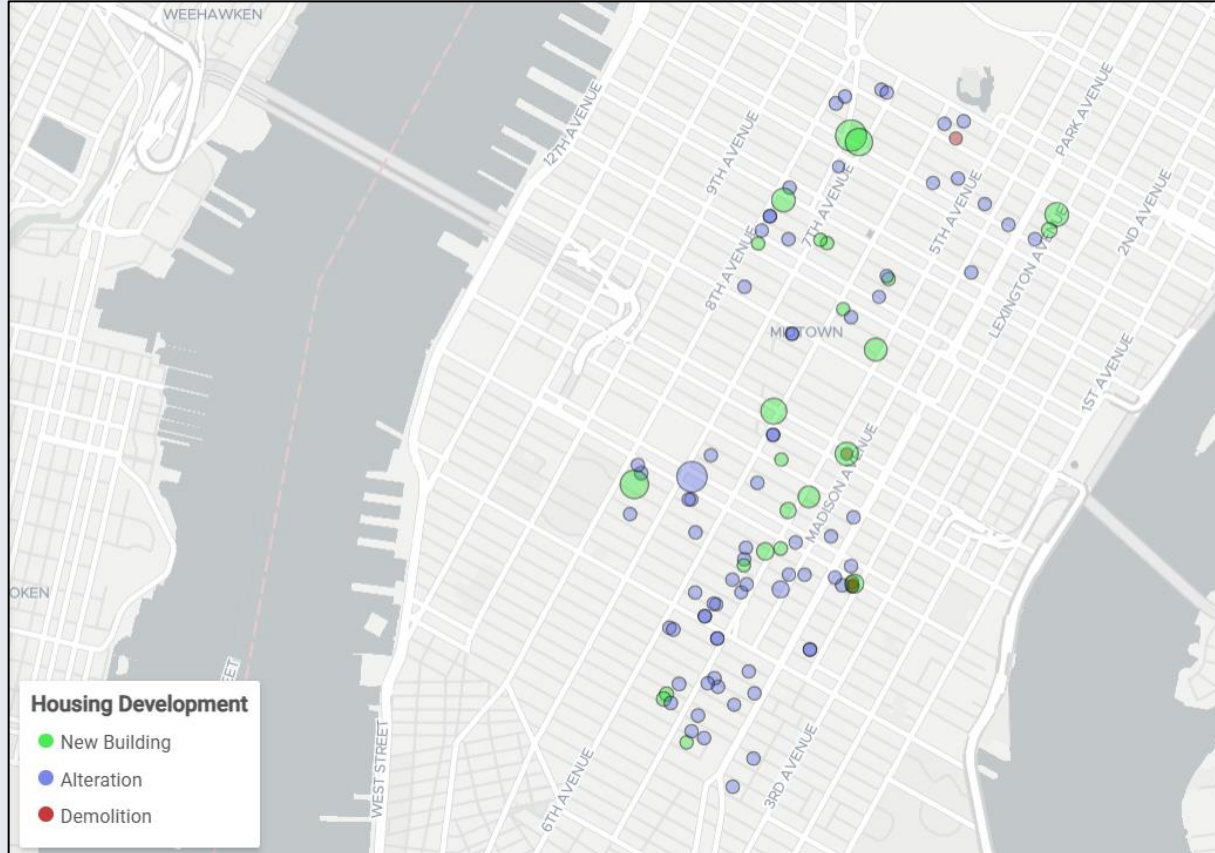 WEEHAWKEN
12TH AVENUE
9TH AVENUE
PARK AVENUE
7TH AVENUE
5TH AVENUE
2ND AVENUE
8TH AVENUE
LEXINGTON AVENUE
MIDTOWN
1ST AVENUE
MADISON AVENUE
OKEN
WEST STREET
6TH AVENUE
3RD AVENUE
Housing Development
New Building
Alteration
Demolition